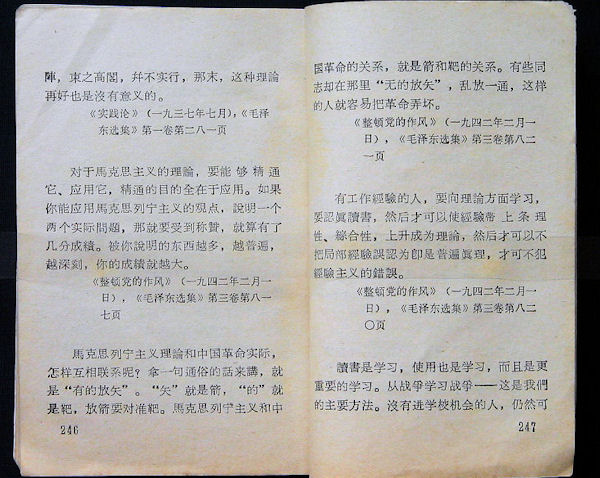 陣，束之高閣，幷不实行，那末，这种理論
再好也是沒有意义的。
《实践论》（一九三七年七月），《毛泽
东选集》第一卷第二八一页
对于馬克思主义的理論，要能够精通
它、应用它，精通的目的全在于应用。如果
你能应用馬克思列宁主义的观点，說明一个
两个实际問題，那就要受到称贊，就算有了
几分成績。被你說明的东西越多，越普遍，
越深刻，你的成績就越大。
《整顿党的作风》（一九四二年二月一
日），《毛泽东选集》第三卷第八一
七页
馬克思列宁主义理論和中国革命实际，
怎样互相联系呢？拿一句通俗的話来講，就
是“有的放矢”。“矢”就是箭，“的”就
是靶，放箭要对准靶。馬克思列宁主义和中
246
国革命的关系，就是箭和靶的关系。有些同
志却在那里“无的放矢”，乱放一通，这样
的人就容易把革命弄坏。
《整顿党的作风》（一九四二年二月一
日），《毛泽东选集》第三卷第八二
一页
有工作經驗的人，要向理論方面学习，
要認眞讀書，然后才可以使經驗带上条理
性、綜合性，上升成为理論，然后才可以不
把局部經驗誤認为卽是普遍眞理，才可不犯
經驗主义的錯誤。
《整顿党的作风》（一九四二年二月一
日），《毛泽东选集》第三卷第八二
〇页
讀書是学习，使用也是学习，而且是更
重要的学习。从战爭学习战爭——这是我們
的主要方法。沒有进学校机会的人，仍然可
247